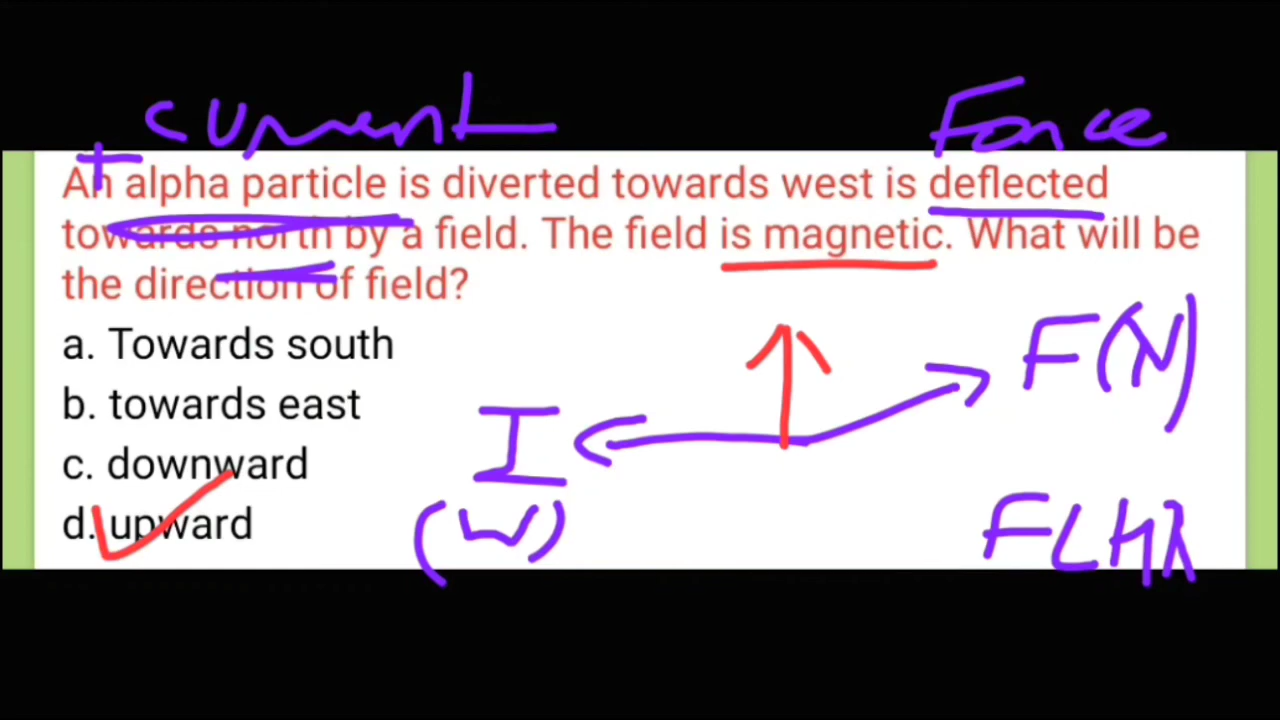 current Force
+
An alpha particle is diverted towards west is deflected
towards north by a field. The field is magnetic. What will be
the direction of field?
a. Towards south
b. towards east
c. downward
d. upward
F(N)
I
(W)
FLHR